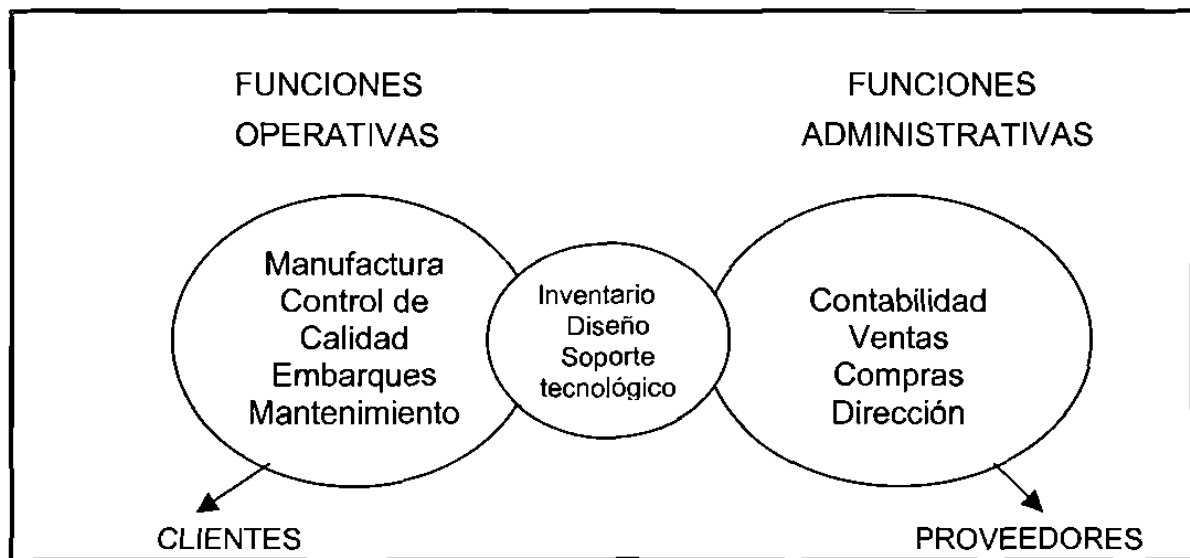 FUNCIONES
OPERATIVAS
FUNCIONES
ADMINISTRATIVAS
Manufactura
Control de
Calidad
Embarques
Mantenimiento
Inventario
Diseño
Soporte
tecnológico
Contabilidad
Ventas
Compras
Dirección
CLIENTES
PROVEEDORES